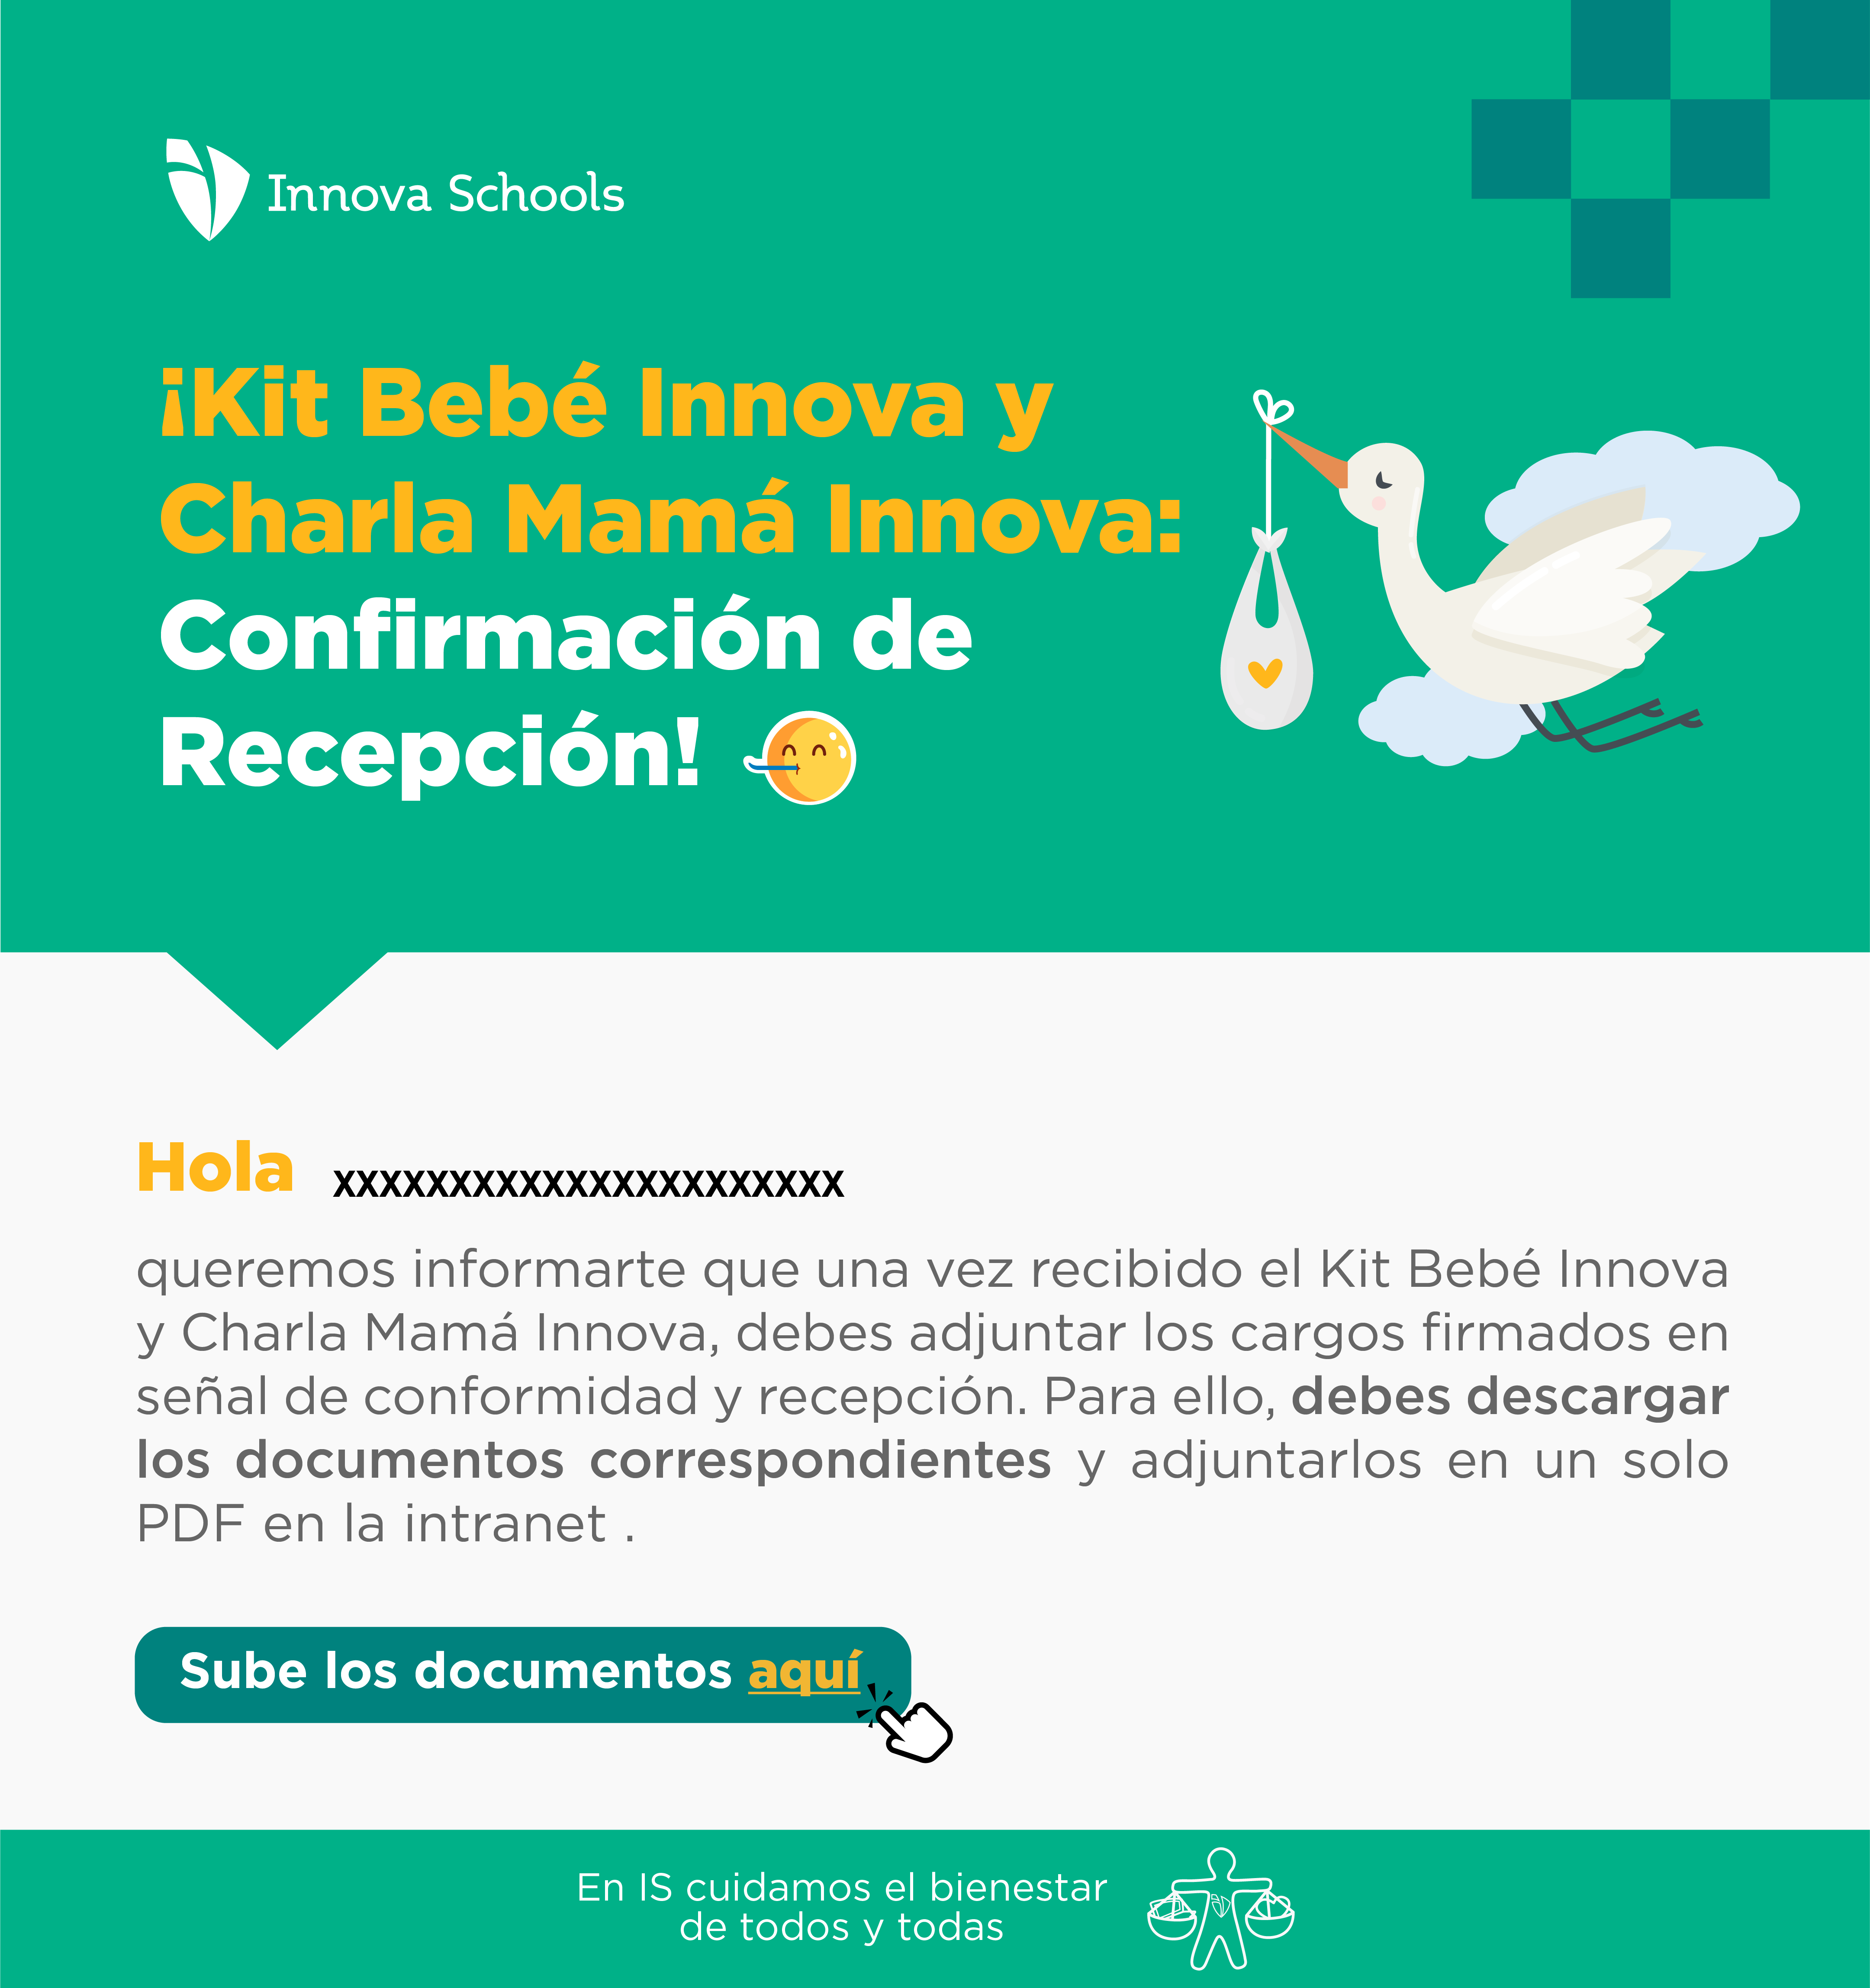 Innova Schools
¡Kit Bebé Innova y
Charla Mamá Innova:
Confirmación de
Recepción!
Hola xxxxxxxxxxxxxxxxxxxxxx
queremos informarte que una vez recibido el Kit Bebé Innova
y Charla Mamá Innova, debes adjuntar los cargos firmados en
señal de conformidad y recepción. Para ello, debes descargar
los documentos correspondientes y adjuntarlos en un solo
PDF en la intranet .
Sube los documentos aquí
En IS cuidamos el bienestar
de todos y todas